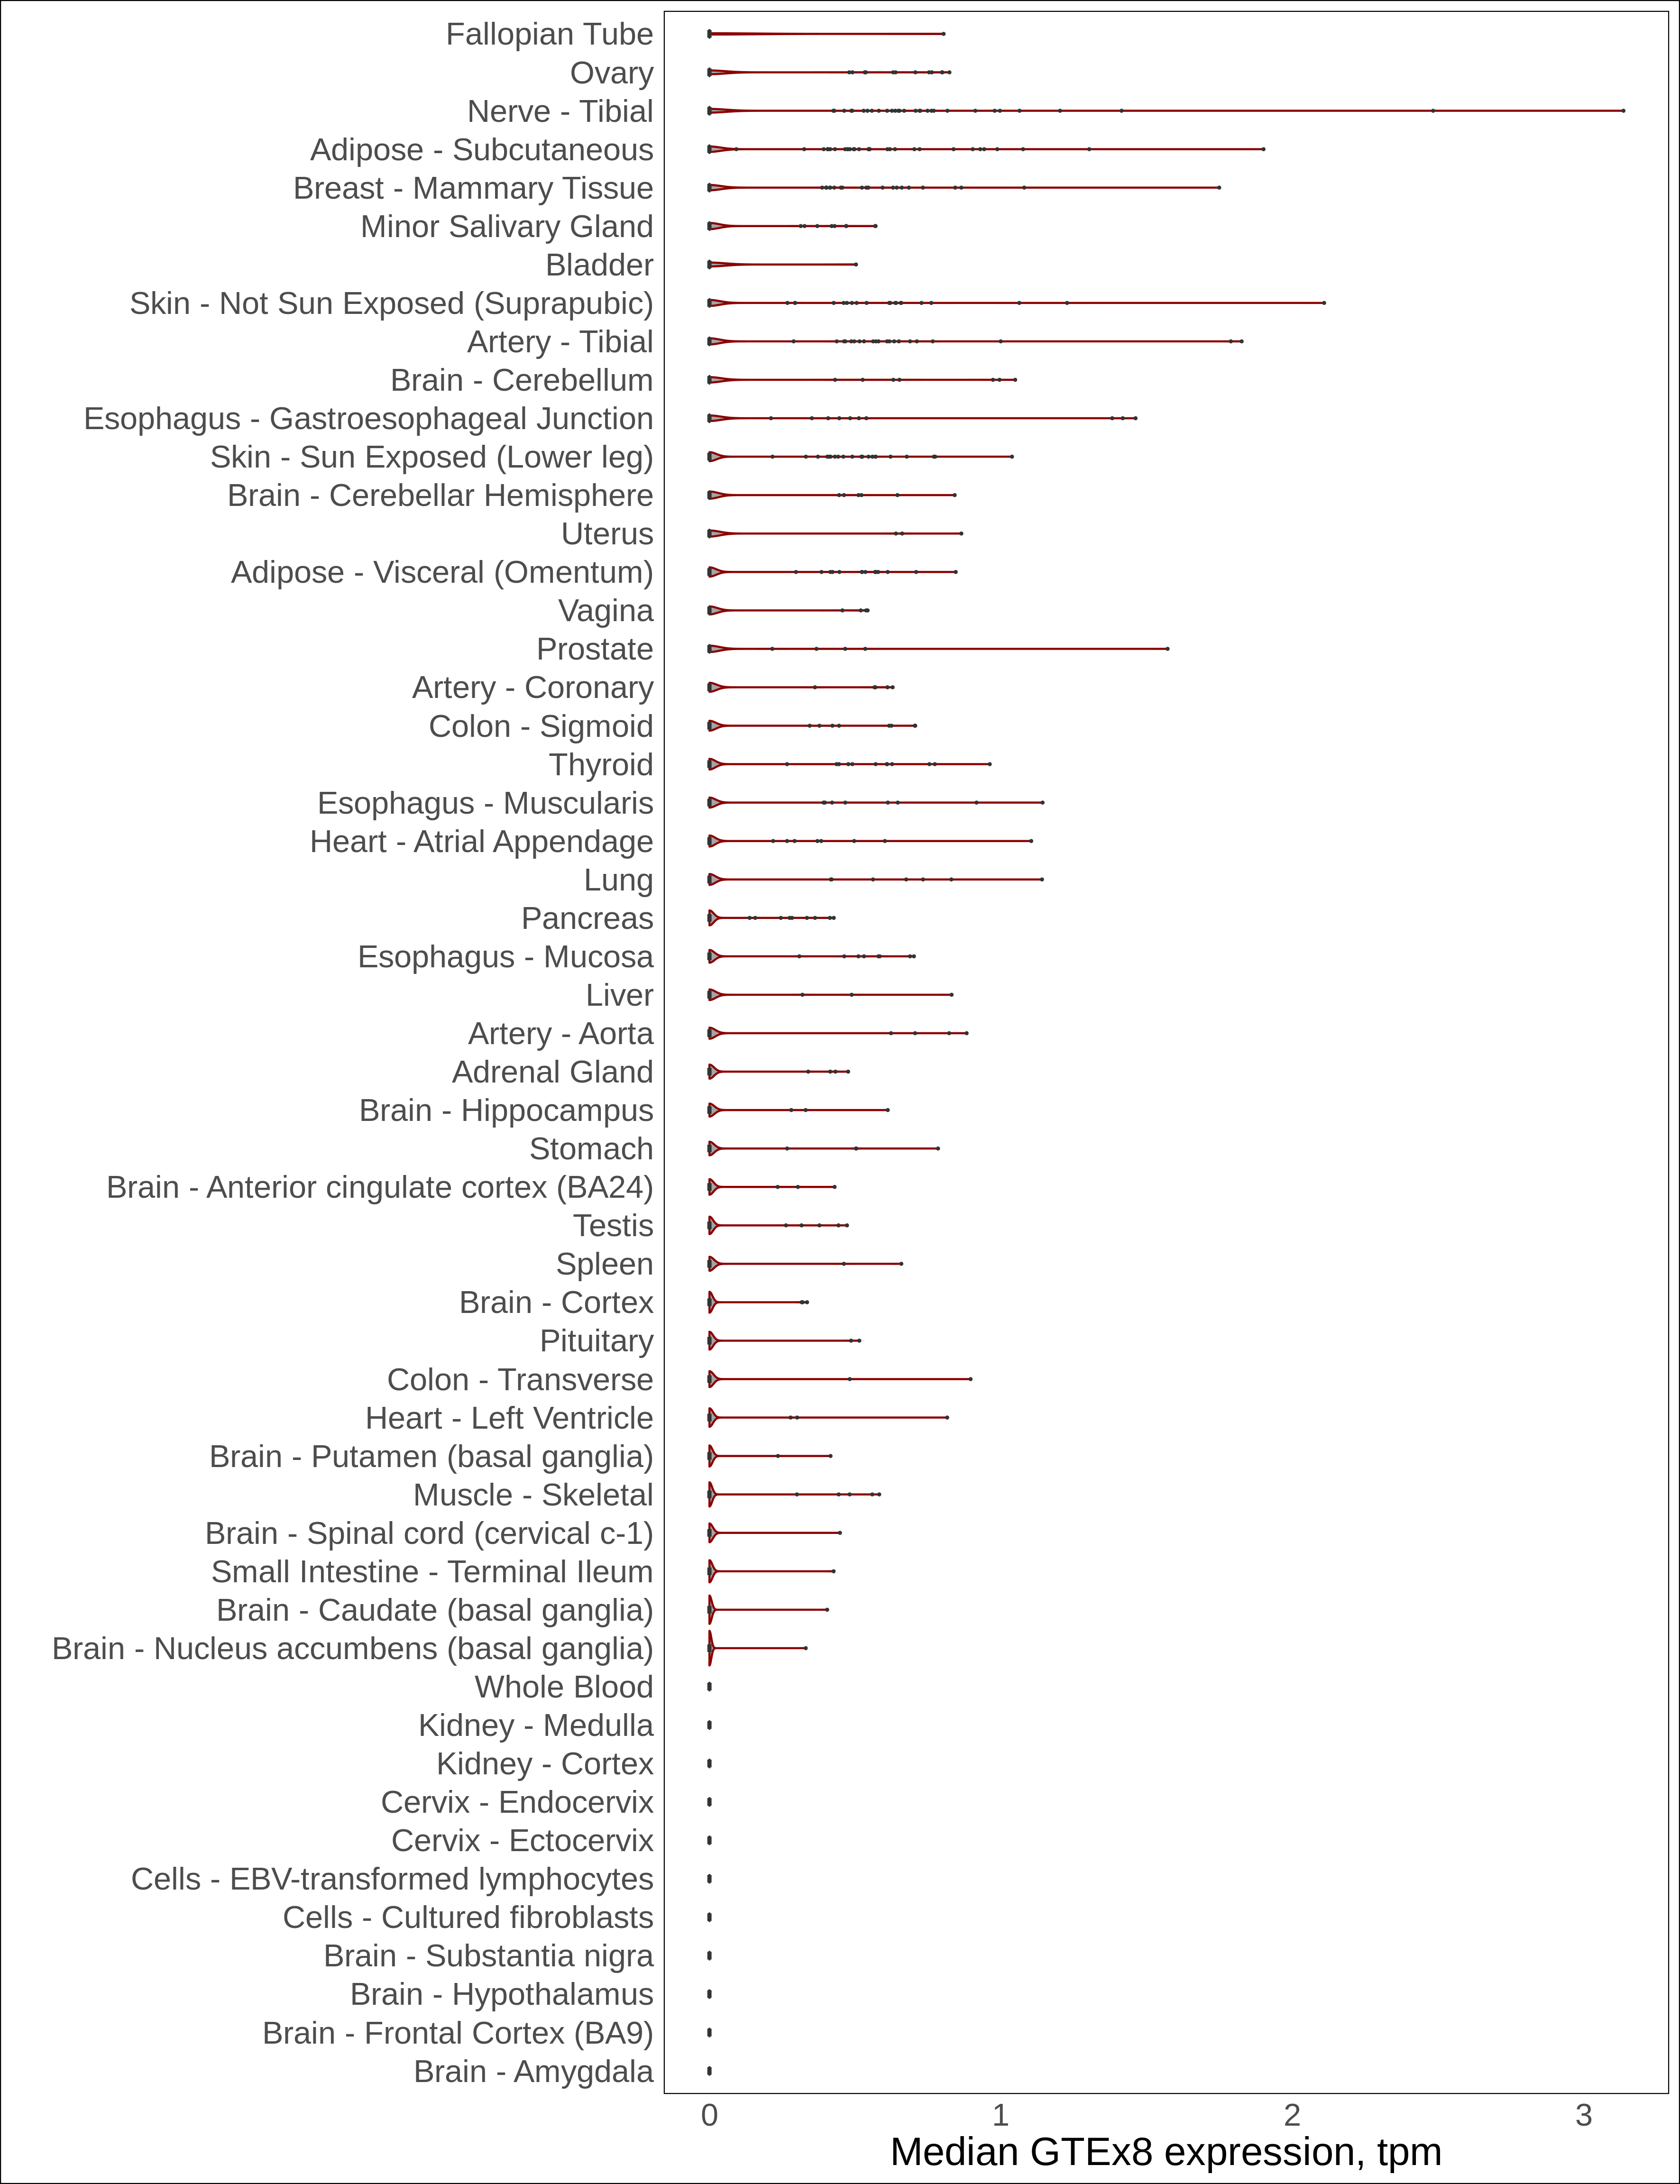 Fallopian Tube
Ovary
Nerve - Tibial
Adipose - Subcutaneous
Breast - Mammary Tissue
Minor Salivary Gland
Bladder
Skin - Not Sun Exposed (Suprapubic)
Artery - Tibial
Brain - Cerebellum
Esophagus - Gastroesophageal Junction
Skin - Sun Exposed (Lower leg)
Brain - Cerebellar Hemisphere
Uterus
Adipose - Visceral (Omentum)
Vagina
Prostate
Artery - Coronary
Colon - Sigmoid
Thyroid
Esophagus - Muscularis
Heart - Atrial Appendage
Lung
Pancreas
Esophagus - Mucosa
Liver
Artery - Aorta
Adrenal Gland
Brain - Hippocampus
Stomach
Brain - Anterior cingulate cortex (BA24)
Testis
Spleen
Brain - Cortex
Pituitary
Colon - Transverse
Heart - Left Ventricle
Brain - Putamen (basal ganglia)
Muscle - Skeletal
Brain - Spinal cord (cervical c-1)
Small Intestine - Terminal Ileum
Brain - Caudate (basal ganglia)
Brain - Nucleus accumbens (basal ganglia)
Whole Blood
Kidney - Medulla
Kidney - Cortex
Cervix - Endocervix
Cervix - Ectocervix
Cells - EBV-transformed lymphocytes
Cells - Cultured fibroblasts
Brain - Substantia nigra
Brain - Hypothalamus
Brain - Frontal Cortex (BA9)
Brain - Amygdala
0 1 2 3
Median GTEx8 expression, tpm